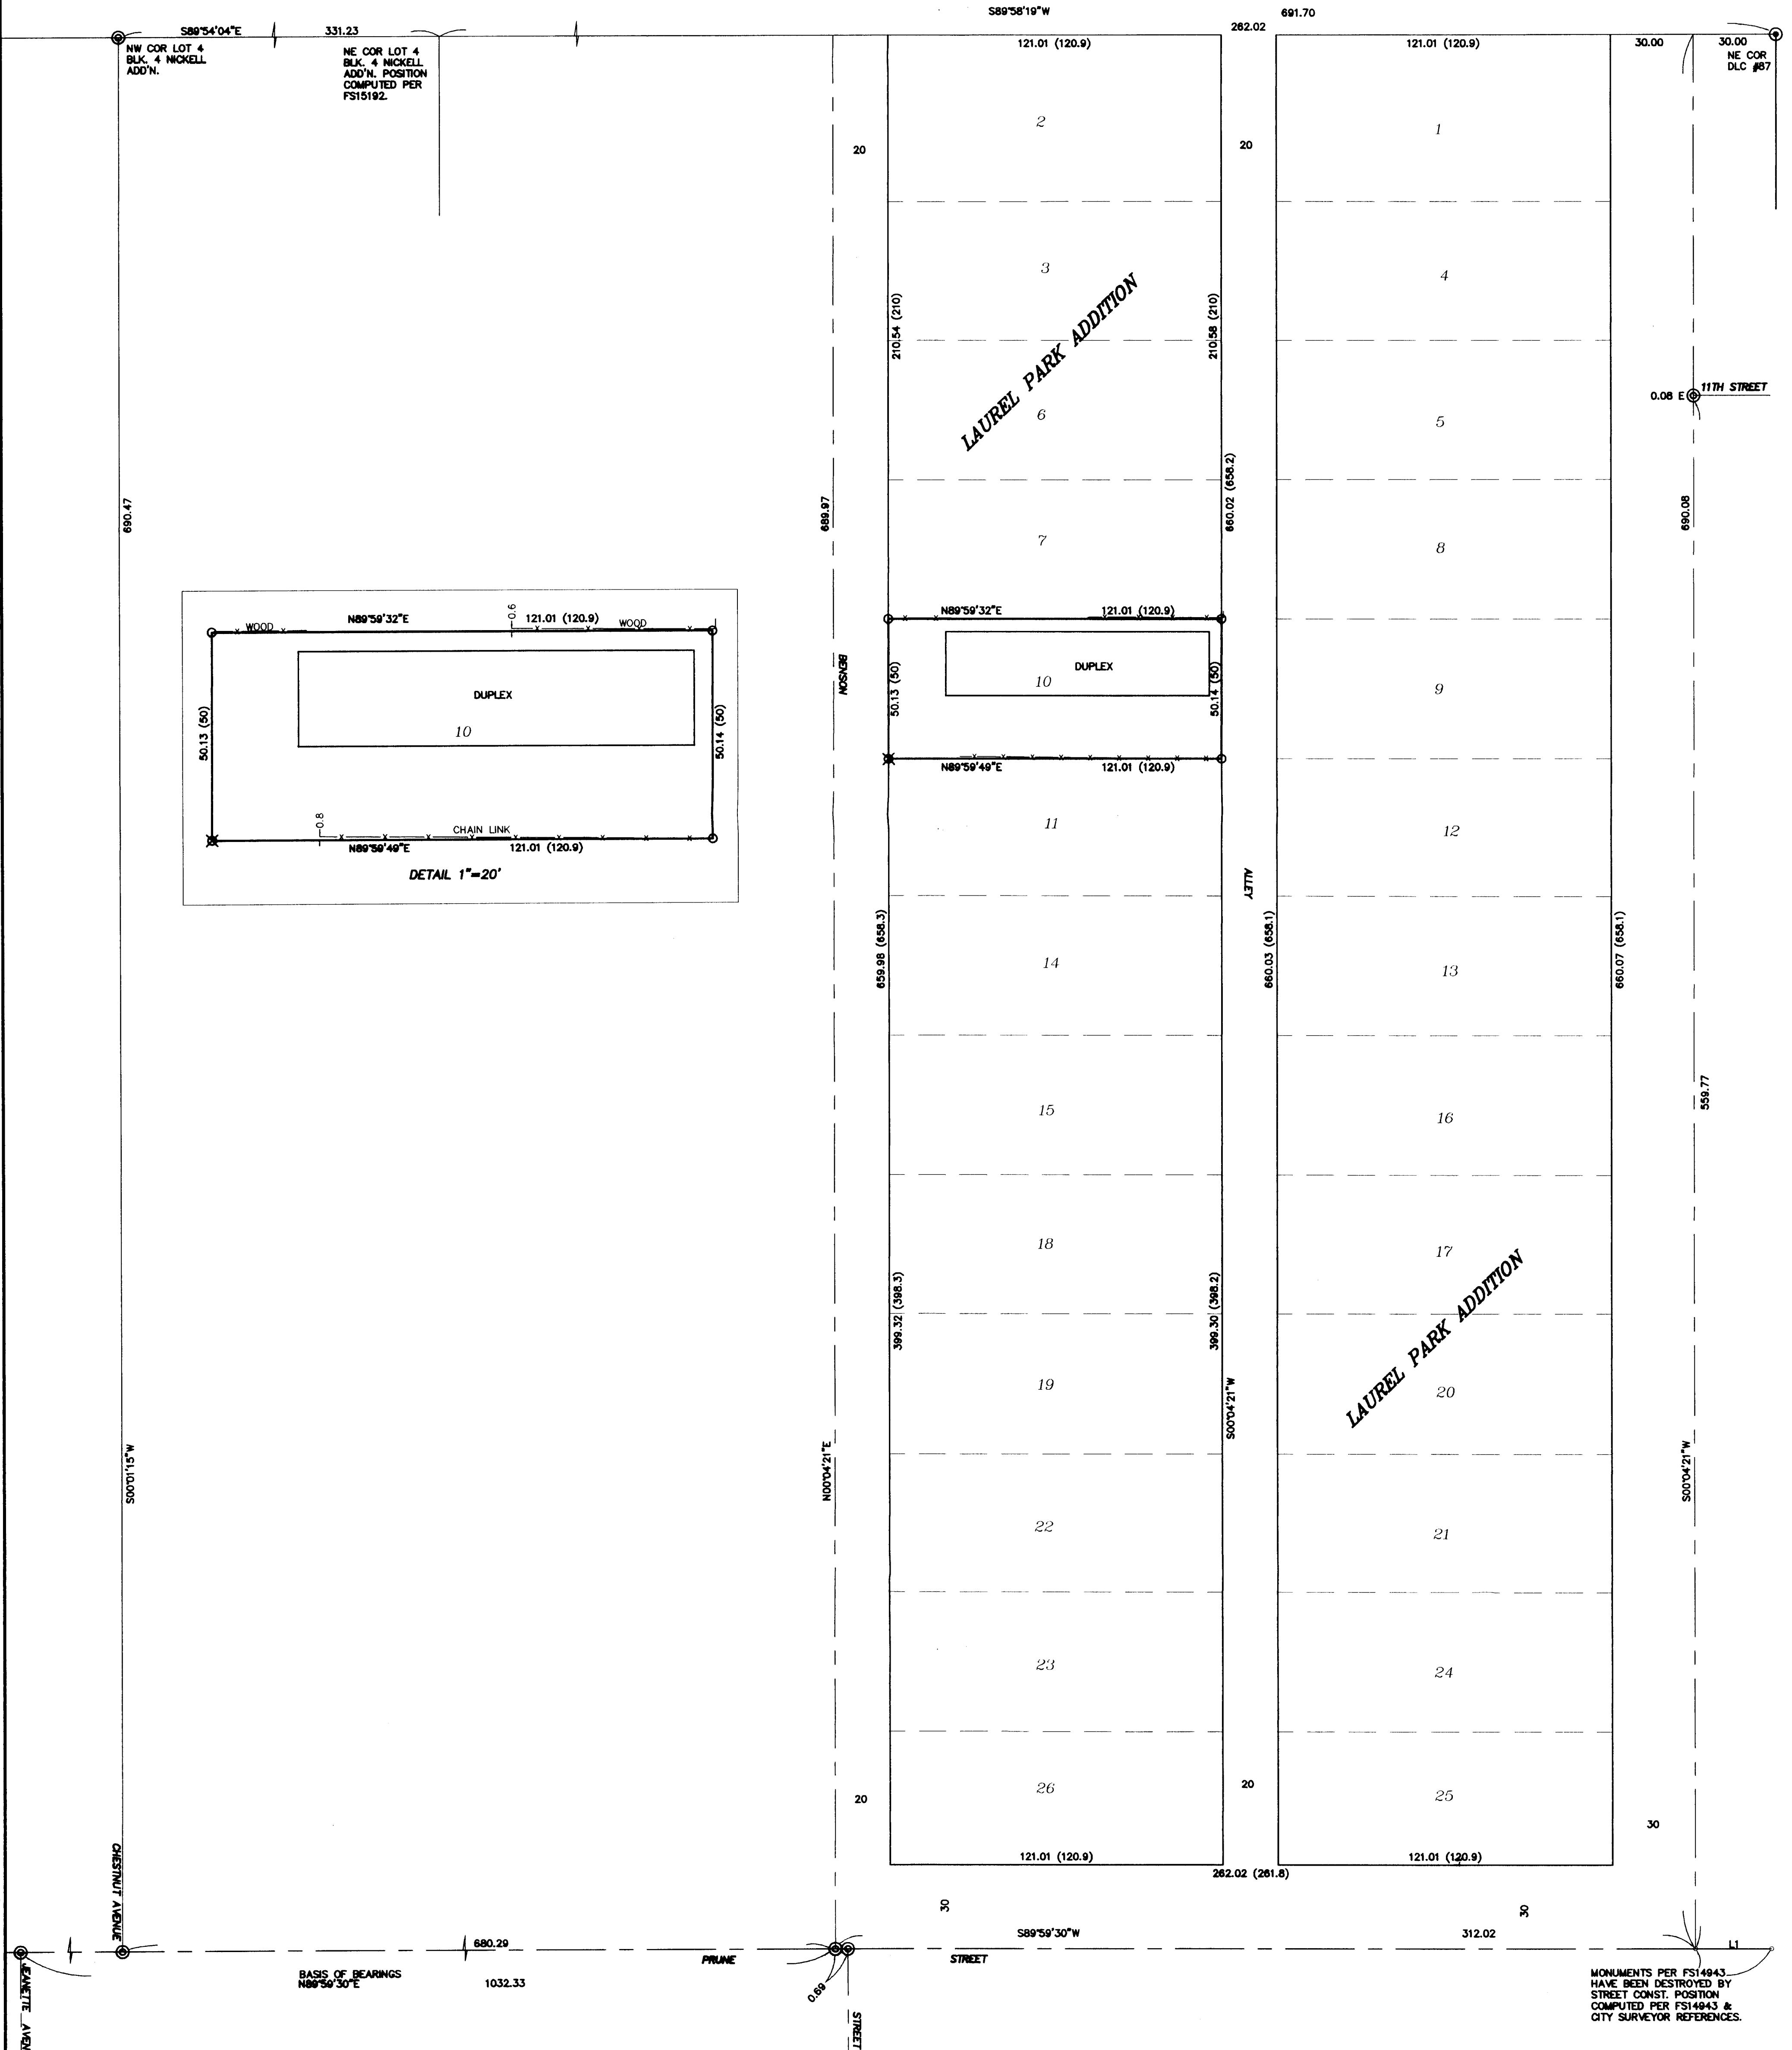 S89°58'19"W
691.70
S89°54'04"E
331.23
262.02
NW COR LOT 4
BLK. 4 NICKELL
ADD'N.
NE COR LOT 4
BLK. 4 NICKELL
ADD'N. POSITION
COMPUTED PER
FS15192.
121.01 (120.9)
121.01 (120.9)
30.00
30.00
NE COR
DLC #87
2
1
20
20
3
4
210.54 (210)
210.58 (210)
LAUREL PARK ADDITION
11TH STREET
0.08 E
6
5
690.47
689.97
660.02 (658.2)
690.08
7
8
WOOD
N89°59'32"E
0.6
121.01 (120.9)
WOOD
DUPLEX
10
50.13 (50)
50.14 (50)
0.8
CHAIN LINK
N89°59'49"E
121.01 (120.9)
DETAIL 1"=20'
BENSON
N89°59'32"E
121.01 (120.9)
DUPLEX
10
50.13 (50)
50.14 (50)
N89°59'49"E
121.01 (120.9)
9
11
12
ALLEY
659.98 (658.3)
660.03 (658.1)
660.07 (658.1)
14
13
559.77
15
16
18
17
399.32 (398.3)
399.30 (398.2)
LAUREL PARK ADDITION
19
20
S00°01'15"W
N00°04'21"E
S00°04'21"W
S00°04'21"W
22
21
23
24
26
25
20
20
30
121.01 (120.9)
121.01 (120.9)
262.02 (261.8)
CHESTNUT AVENUE
30
30
S89°59'30"W
312.02
680.29
PRUNE
STREET
L1
BASIS OF BEARINGS
N89°59'30"E
1032.33
0.69
MONUMENTS PER FS14943
HAVE BEEN DESTROYED BY
STREET CONST. POSITION
COMPUTED PER FS14943 &
CITY SURVEYOR REFERENCES.
JEANETTE AVEN
STREET